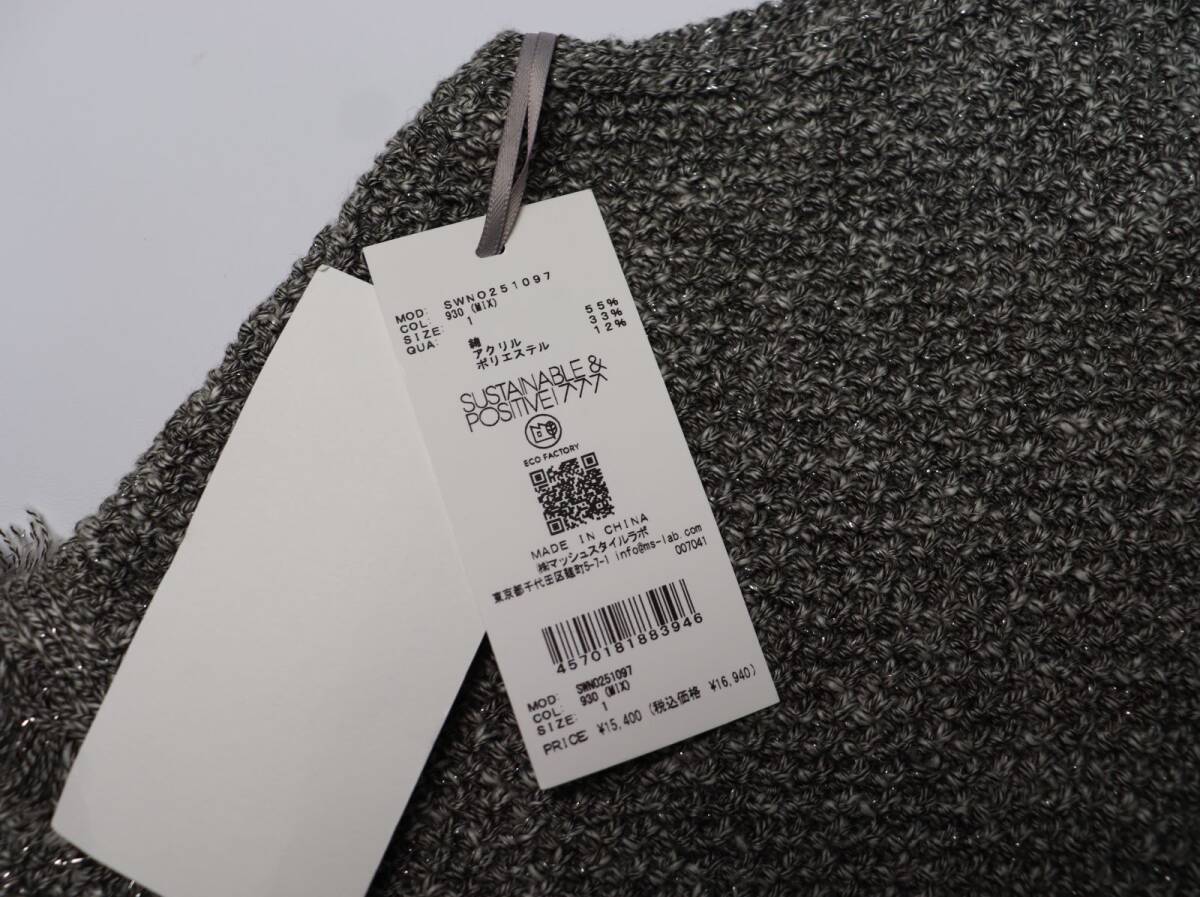 MOD: SWNO251097
COL: 930 (MIX)
SIZE: 1
QUA: 綿 55%
アクリル 33%
ポリエステル 12%
SUSTAINABLE &
POSITIVE!
ECO FACTORY
MADE IN CHINA
㈱マッシュスタイルラボ
東京都千代田区麹町5-7-1 info@ms-lab.com
007041
4570181883946
MOD: SWNO251097
COL: 930 (MIX)
SIZE: 1
PRICE ¥15,400 (税込価格 ¥16,940)